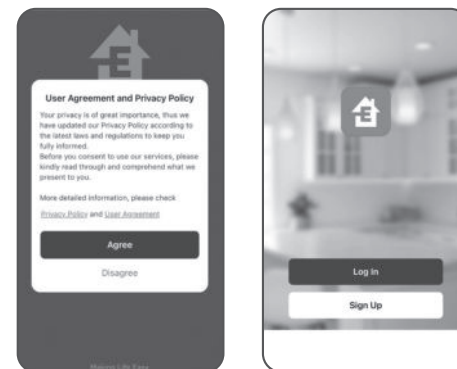 E
User Agreement and Privacy Policy
Your privacy is of great importance, thus we
have updated our Privacy Policy according to
the latest laws and regulations to keep you
fully informed.
Before you consent to use our services, please
kindly read through and comprehend what we
present to you.
More detailed information, please check
Privacy Policy and User Agreement
Agree
Disagree
Making Life Easy
E
Log In
Sign Up